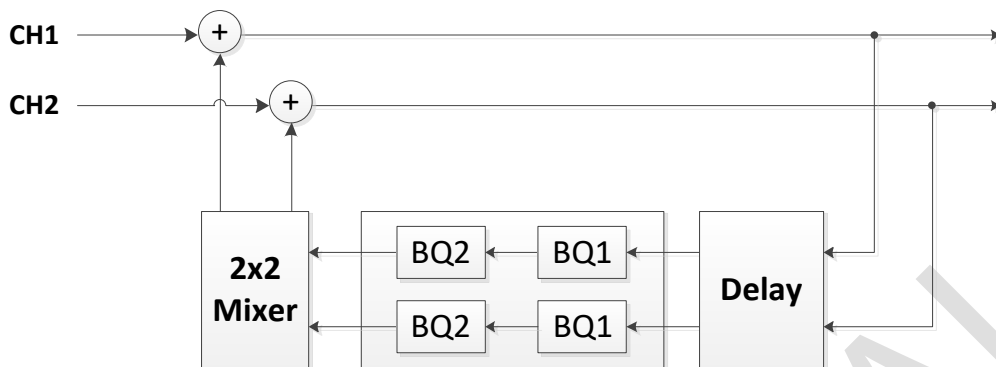 CH1
+
CH2
+
2x2
Mixer
BQ2
BQ1
BQ2
BQ1
Delay